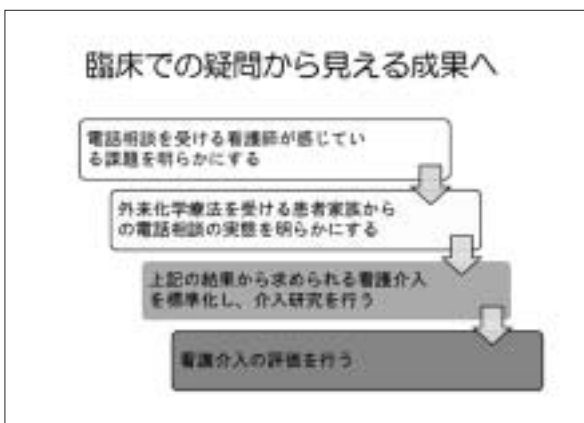 臨床での疑問から見える成果へ
電話相談を受ける看護師が感じてい
る課題を明らかにする
外来化学療法を受ける患者家族から
の電話相談の実態を明らかにする
上記の結果から求められる看護介入
を標準化し、介入研究を行う
看護介入の評価を行う